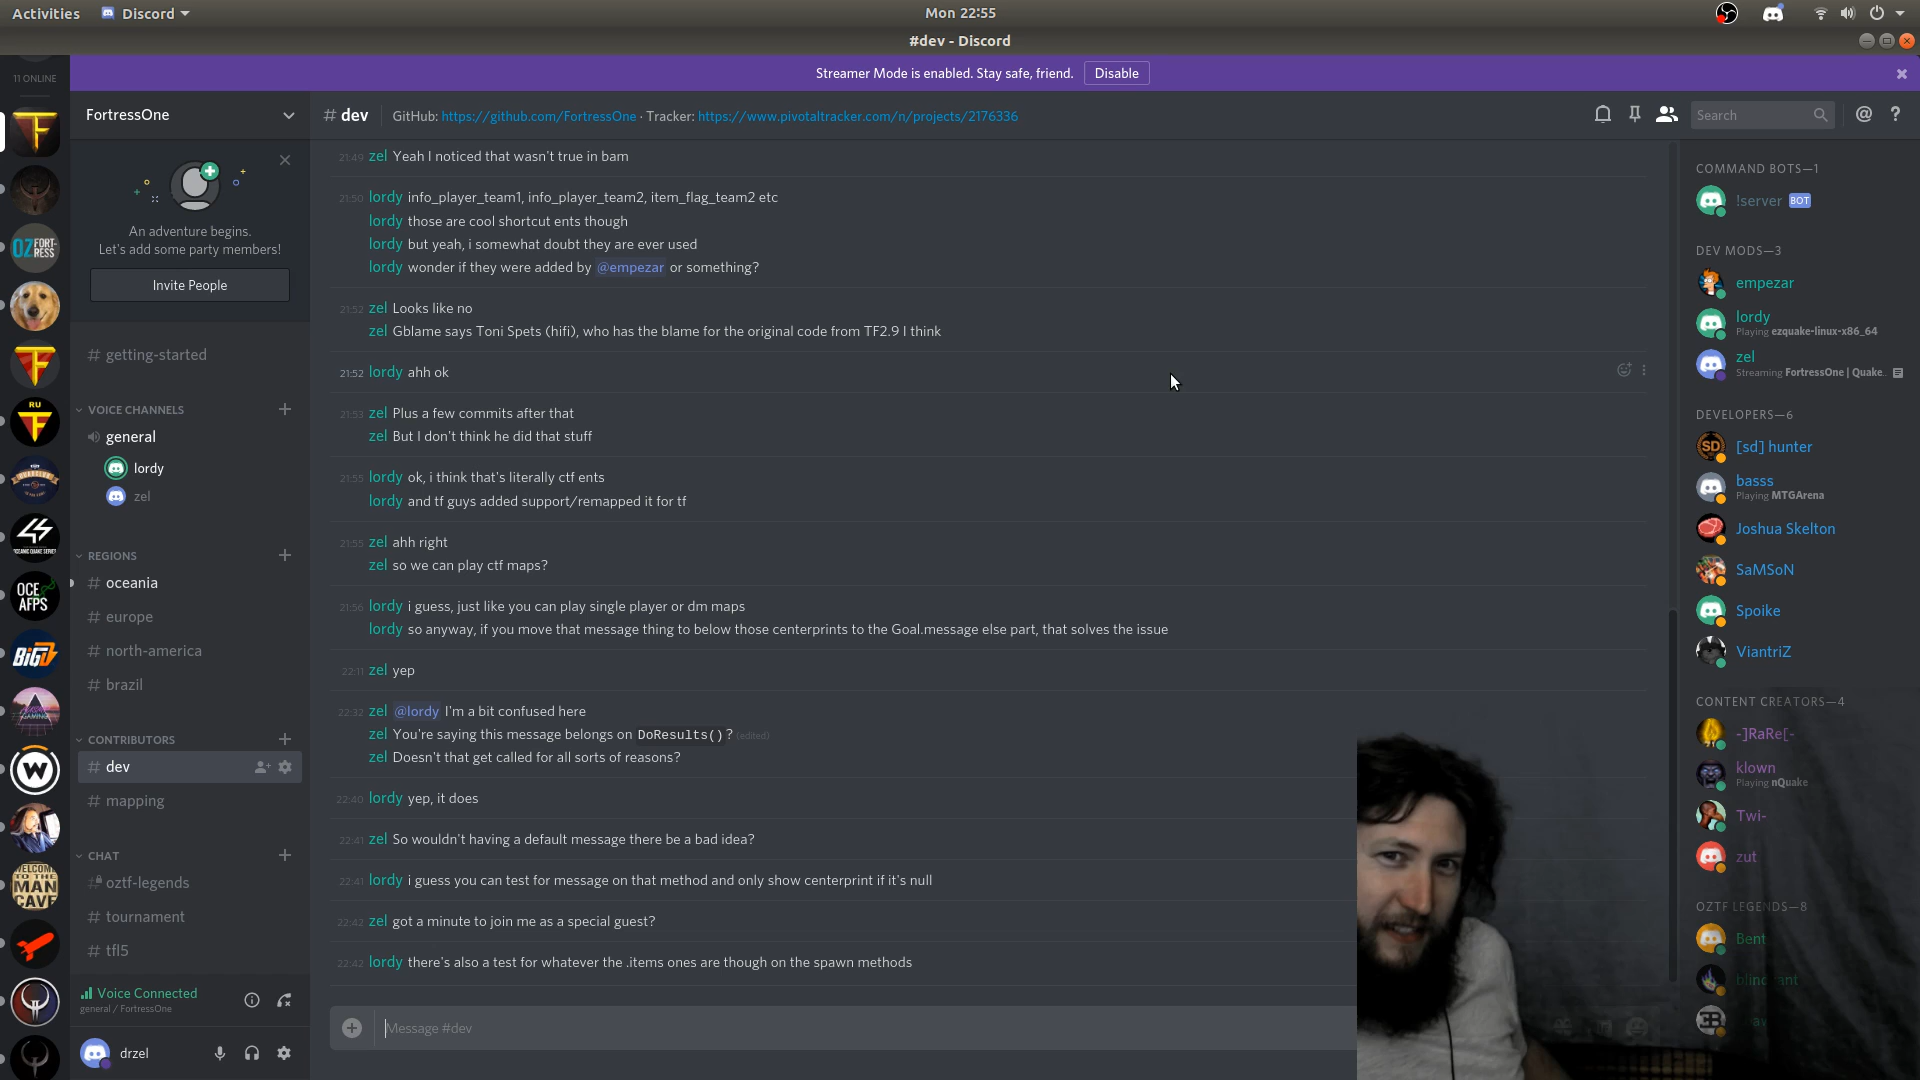 Activities
Discord
Mon 22:55
#dev - Discord
11 ONLINE
Streamer Mode is enabled. Stay safe, friend.
Disable
FortressOne
# dev
GitHub: https://github.com/FortressOne · Tracker: https://www.pivotaltracker.com/n/projects/2176336
Search
An adventure begins.
Let's add some party members!
Invite People
# getting-started
VOICE CHANNELS
general
lordy
zel
REGIONS
# oceania
# europe
# north-america
# brazil
CONTRIBUTORS
# dev
# mapping
CHAT
# oztf-legends
# tournament
# tfl5
Voice Connected
general / FortressOne
drzel
OZ FORT-
RESS
RU
OCE
AFPS
BIGD
WELCOME
TO THE
MAN
CAVE
21:49 zel Yeah I noticed that wasn't true in bam
21:50 lordy info_player_team1, info_player_team2, item_flag_team2 etc
lordy those are cool shortcut ents though
lordy but yeah, i somewhat doubt they are ever used
lordy wonder if they were added by @empezar or something?
21:52 zel Looks like no
zel Gblame says Toni Spets (hifi), who has the blame for the original code from TF2.9 I think
21:52 lordy ahh ok
21:53 zel Plus a few commits after that
zel But I don't think he did that stuff
21:55 lordy ok, i think that's literally ctf ents
lordy and tf guys added support/remapped it for tf
21:55 zel ahh right
zel so we can play ctf maps?
21:56 lordy i guess, just like you can play single player or dm maps
lordy so anyway, if you move that message thing to below those centerprints to the Goal.message else part, that solves the issue
22:11 zel yep
22:32 zel @lordy I'm a bit confused here
zel You're saying this message belongs on DoResults()? (edited)
zel Doesn't that get called for all sorts of reasons?
22:40 lordy yep, it does
22:41 zel So wouldn't having a default message there be a bad idea?
22:41 lordy i guess you can test for message on that method and only show centerprint if it's null
22:42 zel got a minute to join me as a special guest?
22:42 lordy there's also a test for whatever the .items ones are though on the spawn methods
Message #dev
COMMAND BOTS—1
!server BOT
DEV MODS—3
empezar
lordy
Playing ezquake-linux-x86_64
zel
Streaming FortressOne | Quake..
DEVELOPERS—6
[sd] hunter
basss
Playing MTGArena
Joshua Skelton
SaMSoN
Spoike
ViantriZ
CONTENT CREATORS—4
-]RaRe[-
klown
Playing nQuake
Twi-
zut
OZTF LEGENDS—8
Bent